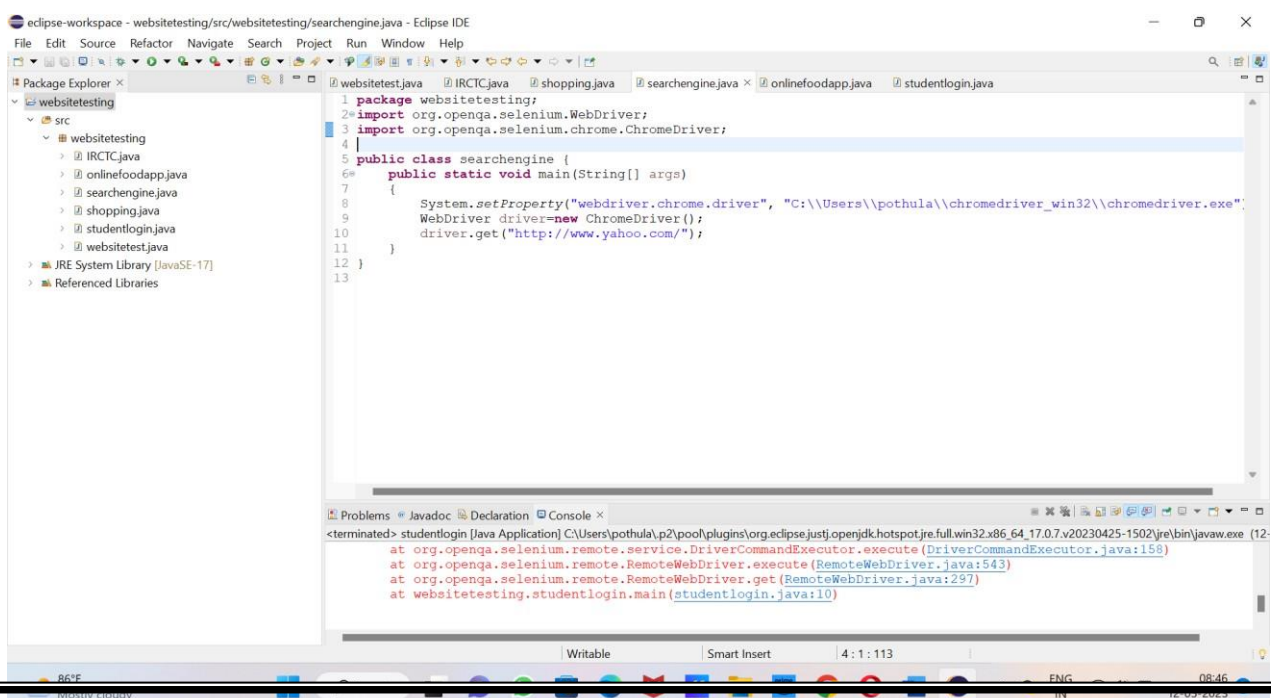 eclipse-workspace - websitetesting/src/websitetesting/searchengine.java - Eclipse IDE
File Edit Source Refactor Navigate Search Project Run Window Help
Package Explorer
websitetesting
src
websitetesting
IRCTC.java
onlinefoodapp.java
searchengine.java
shopping.java
studentlogin.java
websitetest.java
JRE System Library [JavaSE-17]
Referenced Libraries
websitetest.java IRCTC.java shopping.java searchengine.java onlinefoodapp.java studentlogin.java
1 package websitetesting;
2 import org.openqa.selenium.WebDriver;
3 import org.openqa.selenium.chrome.ChromeDriver;
4
5 public class searchengine {
6 public static void main(String[] args)
7 {
8 System.setProperty("webdriver.chrome.driver", "C:\\Users\\pothula\\chromedriver_win32\\chromedriver.exe")
9 WebDriver driver=new ChromeDriver();
10 driver.get("http://www.yahoo.com/");
11 }
12 }
13
Problems Javadoc Declaration Console
<terminated> studentlogin [Java Application] C:\Users\pothula\.p2\pool\plugins\org.eclipse.justj.openjdk.hotspot.jre.full.win32.x86_64_17.0.7.v20230425-1502\jre\bin\javaw.exe (12-
at org.openqa.selenium.remote.service.DriverCommandExecutor.execute(DriverCommandExecutor.java:158)
at org.openqa.selenium.remote.RemoteWebDriver.execute(RemoteWebDriver.java:543)
at org.openqa.selenium.remote.RemoteWebDriver.get(RemoteWebDriver.java:297)
at websitetesting.studentlogin.main(studentlogin.java:10)
Writable Smart Insert 4 : 1 : 113
86°F ENG 08:46
Mostly cloudy IN 12-05-2023